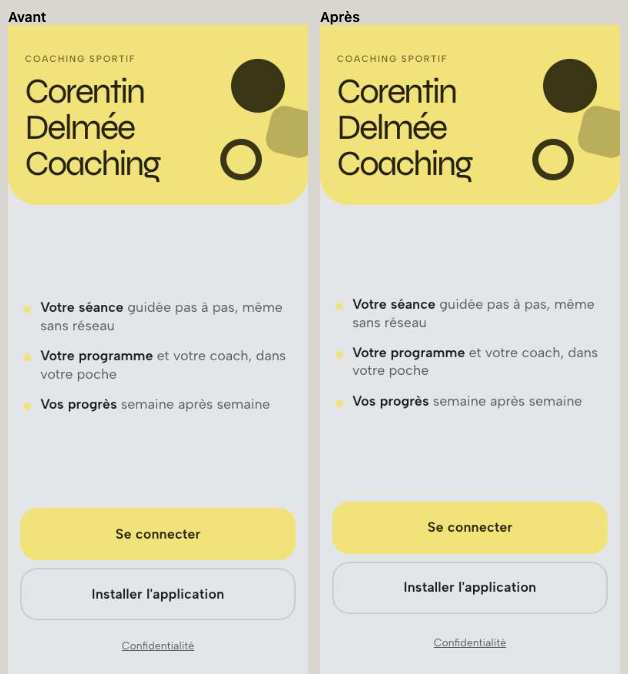 Avant
COACHING SPORTIF
Corentin
Delmée
Coaching
Votre séance guidée pas à pas, même
sans réseau
Votre programme et votre coach, dans
votre poche
Vos progrès semaine après semaine
Se connecter
Installer l'application
Confidentialité
Après
COACHING SPORTIF
Corentin
Delmée
Coaching
Votre séance guidée pas à pas, même
sans réseau
Votre programme et votre coach, dans
votre poche
Vos progrès semaine après semaine
Se connecter
Installer l'application
Confidentialité